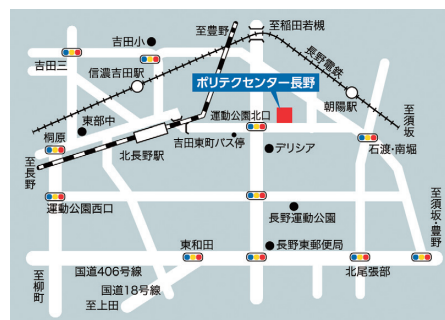 至豊野
至稲田若槻
吉田小
吉田三
信濃吉田駅
長野電鉄
ポリテクセンター長野
朝陽駅
至須坂
東部中
桐原
運動公園北口
吉田東町バス停
北長野駅
デリシア
石渡・南堀
至長野
運動公園西口
長野運動公園
至須坂・豊野
東和田
長野東郵便局
北尾張部
国道406号線
至柳町
国道18号線
至上田